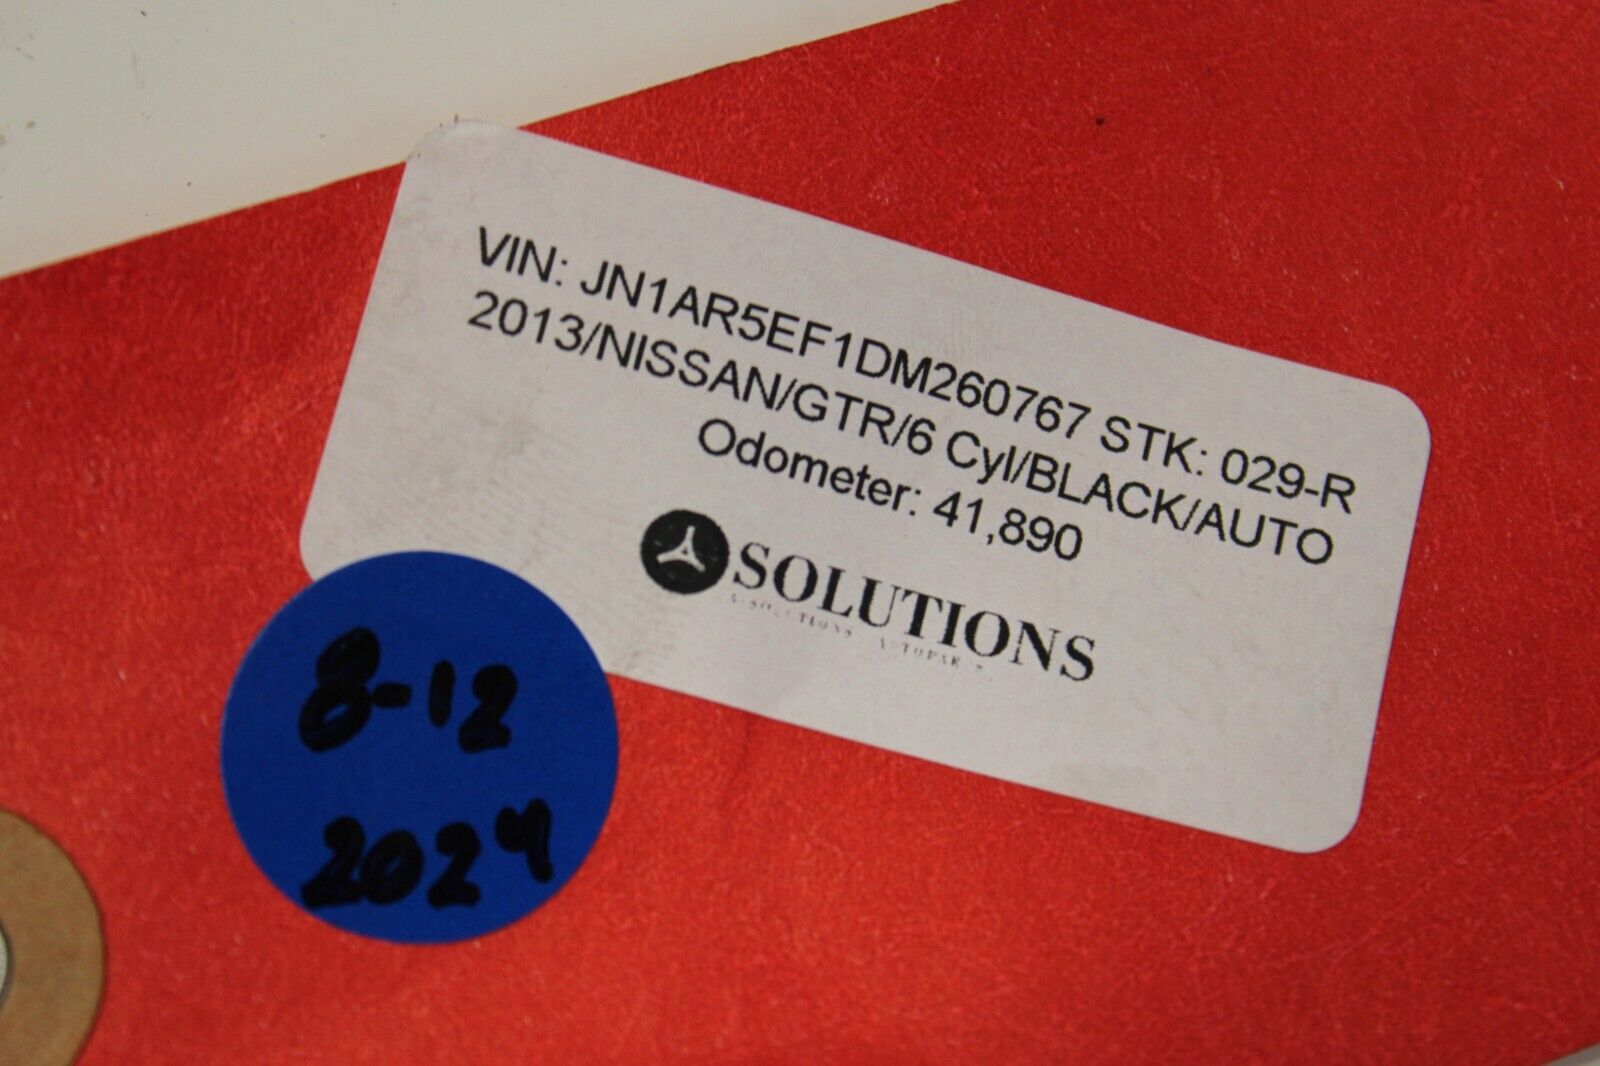 VIN: JN1AR5EF1DM260767 STK: 029-R
2013/NISSAN/GTR/6 Cyl/BLACK/AUTO
Odometer: 41,890
SOLUTIONS
8-12
2024